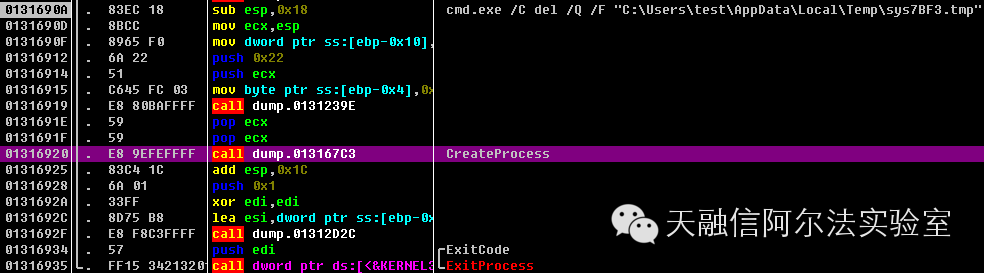 0131690A . 83EC 18 sub esp,0x18 cmd.exe /C del /Q /F "C:\Users\test\AppData\Local\Temp\sys7BF3.tmp"
0131690D . 8BCC mov ecx,esp
0131690F . 8965 F0 mov dword ptr ss:[ebp-0x10],
01316912 . 6A 22 push 0x22
01316914 . 51 push ecx
01316915 . C645 FC 03 mov byte ptr ss:[ebp-0x4],0
01316919 . E8 80BAFFFF call dump.0131239E
0131691E . 59 pop ecx
0131691F . 59 pop ecx
01316920 . E8 9EFEFFFF call dump.013167C3 CreateProcess
01316925 . 83C4 1C add esp,0x1C
01316928 . 6A 01 push 0x1
0131692A . 33FF xor edi,edi
0131692C . 8D75 B8 lea esi,dword ptr ss:[ebp-0
0131692F . E8 F8C3FFFF call dump.01312D2C
01316934 . 57 push edi ExitCode
01316935 . FF15 3421320 call dword ptr ds:[<&KERNEL3 ExitProcess
天融信阿尔法实验室